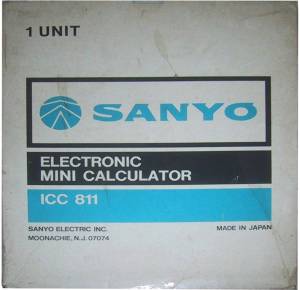 1 UNIT
SANYO
ELECTRONIC
MINI CALCULATOR
ICC 811
SANYO ELECTRIC INC.
MOONACHIE, N.J. 07074
MADE IN JAPAN